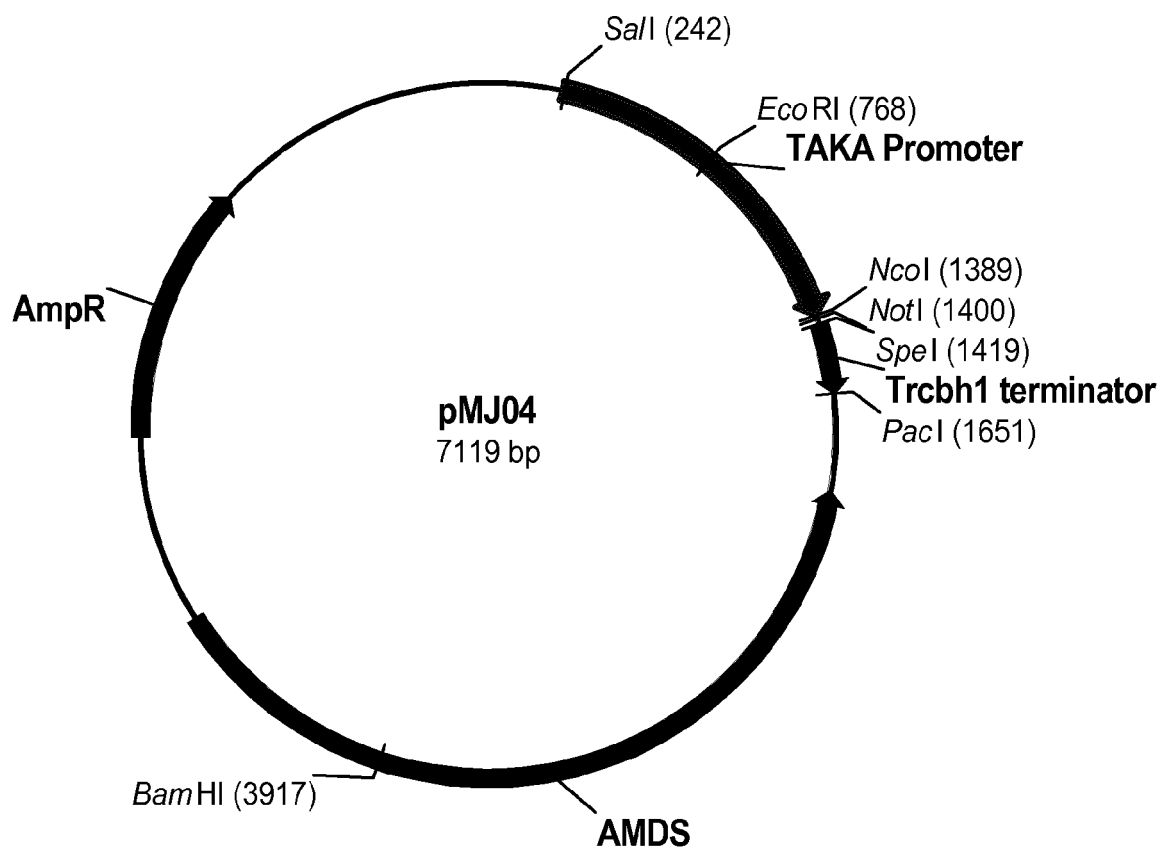 SalI (242)
EcoRI (768)
TAKA Promoter
NcoI (1389)
NotI (1400)
SpeI (1419)
Trcbh1 terminator
PacI (1651)
AmpR
pMJ04
7119 bp
BamHI (3917)
AMDS